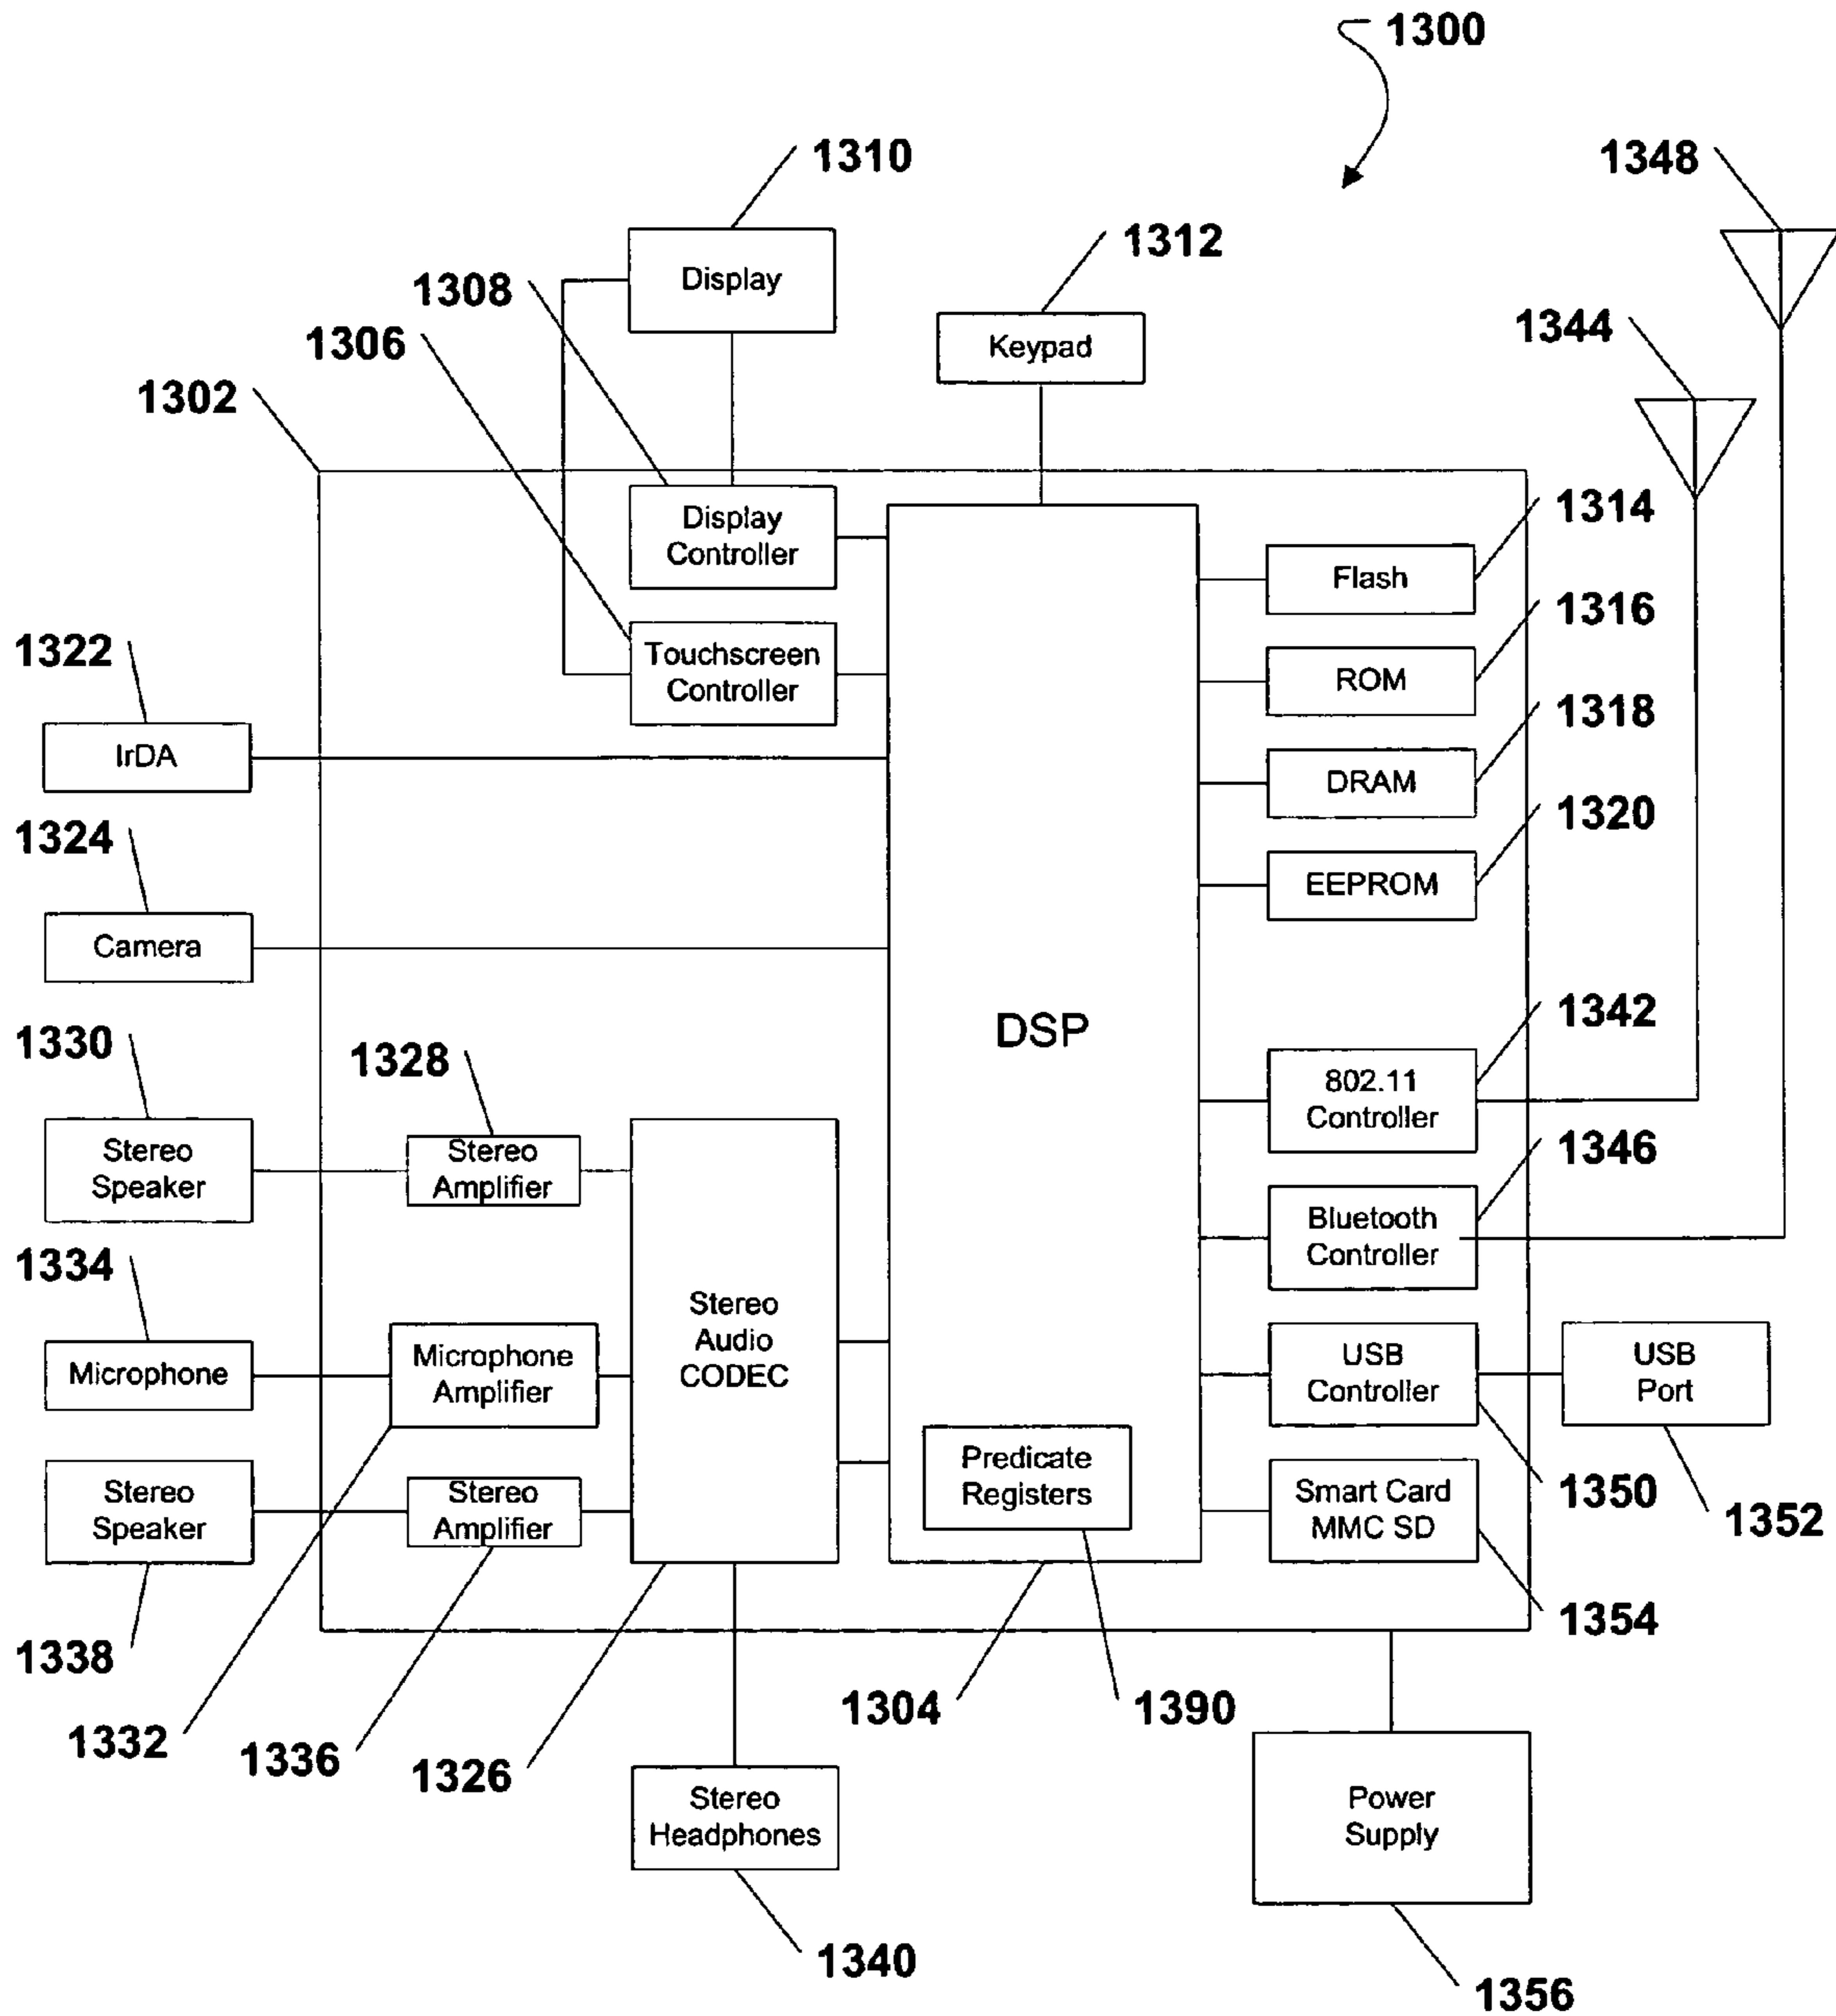 1300
1310
1348
1312
Display
1308
1344
1306
Keypad
1302
Display
Controller
1314
Flash
1316
1322
Touchscreen
Controller
ROM
IrDA
1318
DRAM
1324
1320
EEPROM
Camera
DSP
1342
1330
1328
802.11
Controller
1346
Stereo
Speaker
Stereo
Amplifier
Bluetooth
Controller
1334
Stereo
Audio
CODEC
Microphone
Microphone
Amplifier
USB
Controller
USB
Port
Predicate
Registers
1350
1352
Stereo
Speaker
Stereo
Amplifier
Smart Card
MMC SD
1354
1338
1332
1336
1326
1304
1390
Stereo
Headphones
Power
Supply
1340
1356